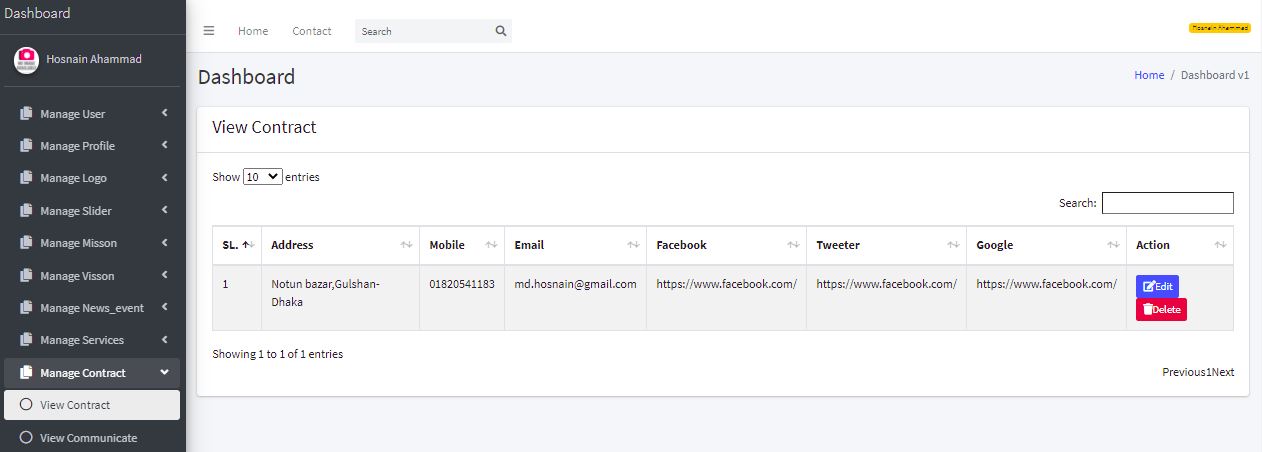 Dashboard
Hosnain Ahammad
Manage User
Manage Profile
Manage Logo
Manage Slider
Manage Misson
Manage Visson
Manage News_event
Manage Services
Manage Contract
View Contract
View Communicate
Home Contact Search
Hosnain Ahammad
Dashboard
Home / Dashboard v1
View Contract
Show 10 entries
Search:
SL. Address Mobile Email Facebook Tweeter Google Action
1 Notun bazar,Gulshan- 01820541183 md.hosnain@gmail.com https://www.facebook.com/ https://www.facebook.com/ https://www.facebook.com/ Edit
Dhaka Delete
Showing 1 to 1 of 1 entries
Previous1Next